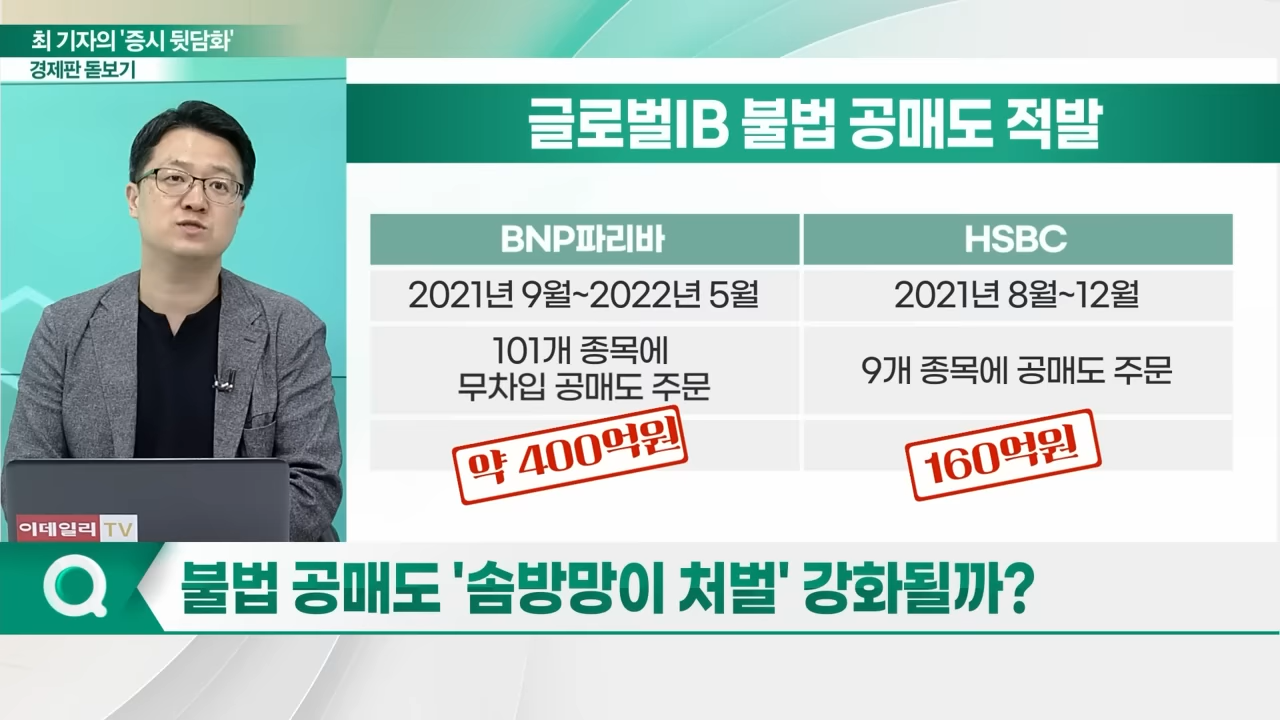 최 기자의 '증시 뒷담화'
경제판 돋보기
글로벌IB 불법 공매도 적발
BNP파리바
HSBC
2021년 9월~2022년 5월
2021년 8월~12월
101개 종목에
무차입 공매도 주문
9개 종목에 공매도 주문
약 400억원
160억원
이데일리 TV
불법 공매도 '솜방망이 처벌' 강화될까?